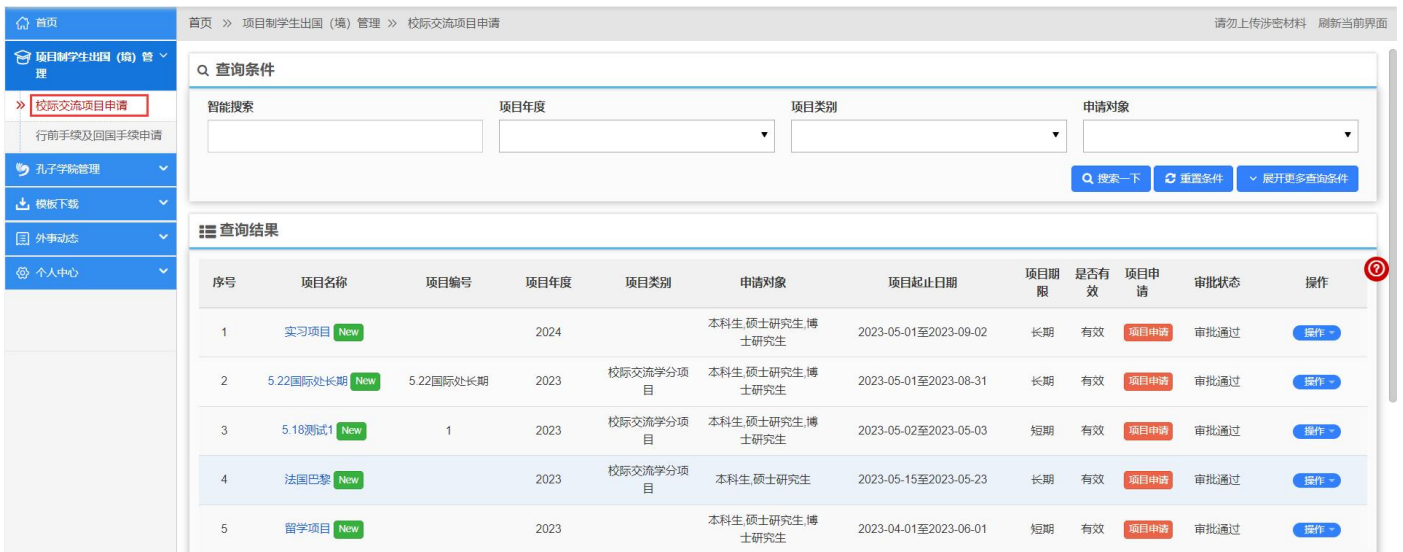 首页
项目制学生出国（境）管
理
校际交流项目申请
行前手续及回国手续申请
孔子学院管理
模板下载
外事动态
个人中心
首页 » 项目制学生出国（境）管理 » 校际交流项目申请
请勿上传涉密材料 刷新当前界面
查询条件
智能搜索 项目年度 项目类别 申请对象
搜索一下 重置条件 展开更多查询条件
查询结果
序号 项目名称 项目编号 项目年度 项目类别 申请对象 项目起止日期 项目期限 是否有效 项目申请 审批状态 操作
1 实习项目 New 2024 本科生,硕士研究生,博士研究生 2023-05-01至2023-09-02 长期 有效 项目申请 审批通过 操作
2 5.22国际处长期 New 5.22国际处长期 2023 校际交流学分项目 本科生,硕士研究生,博士研究生 2023-05-01至2023-08-31 长期 有效 项目申请 审批通过 操作
3 5.18测试1 New 1 2023 校际交流学分项目 本科生,硕士研究生,博士研究生 2023-05-02至2023-05-03 短期 有效 项目申请 审批通过 操作
4 法国巴黎 New 2023 校际交流学分项目 本科生,硕士研究生 2023-05-15至2023-05-23 长期 有效 项目申请 审批通过 操作
5 留学项目 New 2023 本科生,硕士研究生,博士研究生 2023-04-01至2023-06-01 短期 有效 项目申请 审批通过 操作